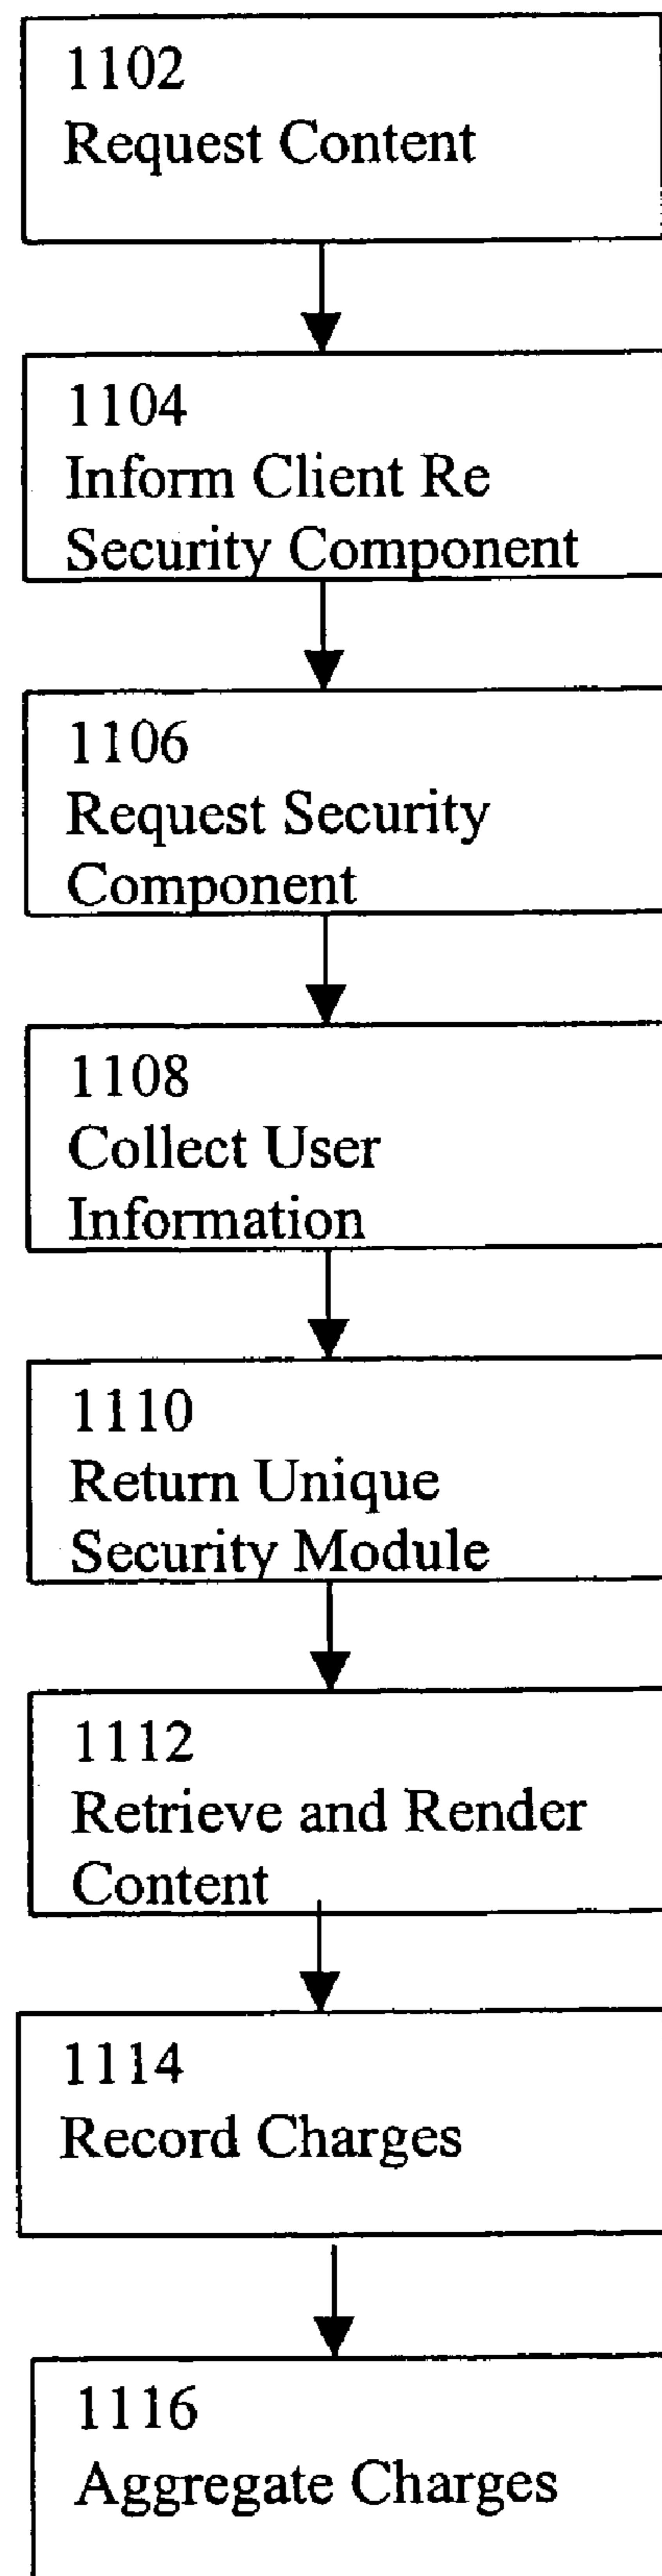 1102
Request Content
1104
Inform Client Re
Security Component
1106
Request Security
Component
1108
Collect User
Information
1110
Return Unique
Security Module
1112
Retrieve and Render
Content
1114
Record Charges
1116
Aggregate Charges